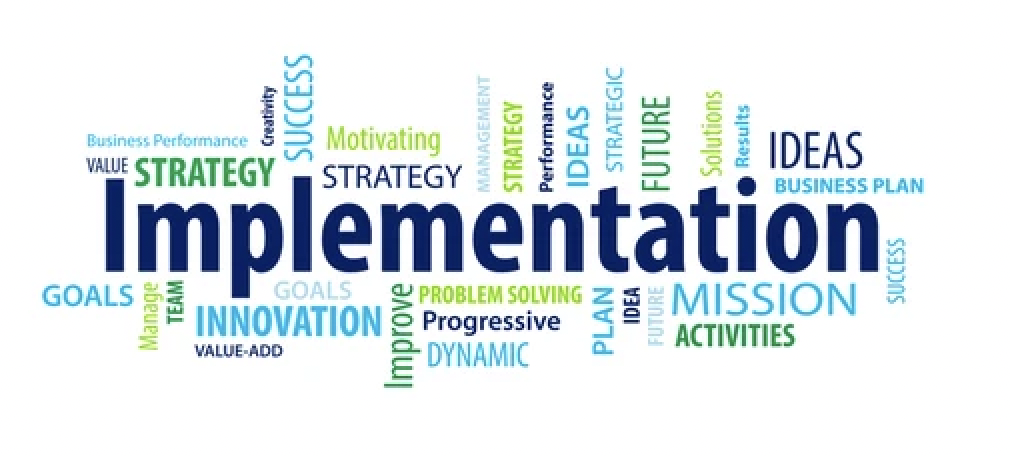 Business Performance
Creativity
SUCCESS
Motivating
MANAGEMENT
STRATEGY
Performance
IDEAS
STRATEGIC
FUTURE
Solutions
Results
IDEAS
VALUE
STRATEGY
STRATEGY
BUSINESS PLAN
Implementation
SUCCESS
GOALS
Manage
TEAM
GOALS
INNOVATION
VALUE-ADD
Improve
PROBLEM SOLVING
Progressive
DYNAMIC
PLAN
IDEA
FUTURE
MISSION
ACTIVITIES